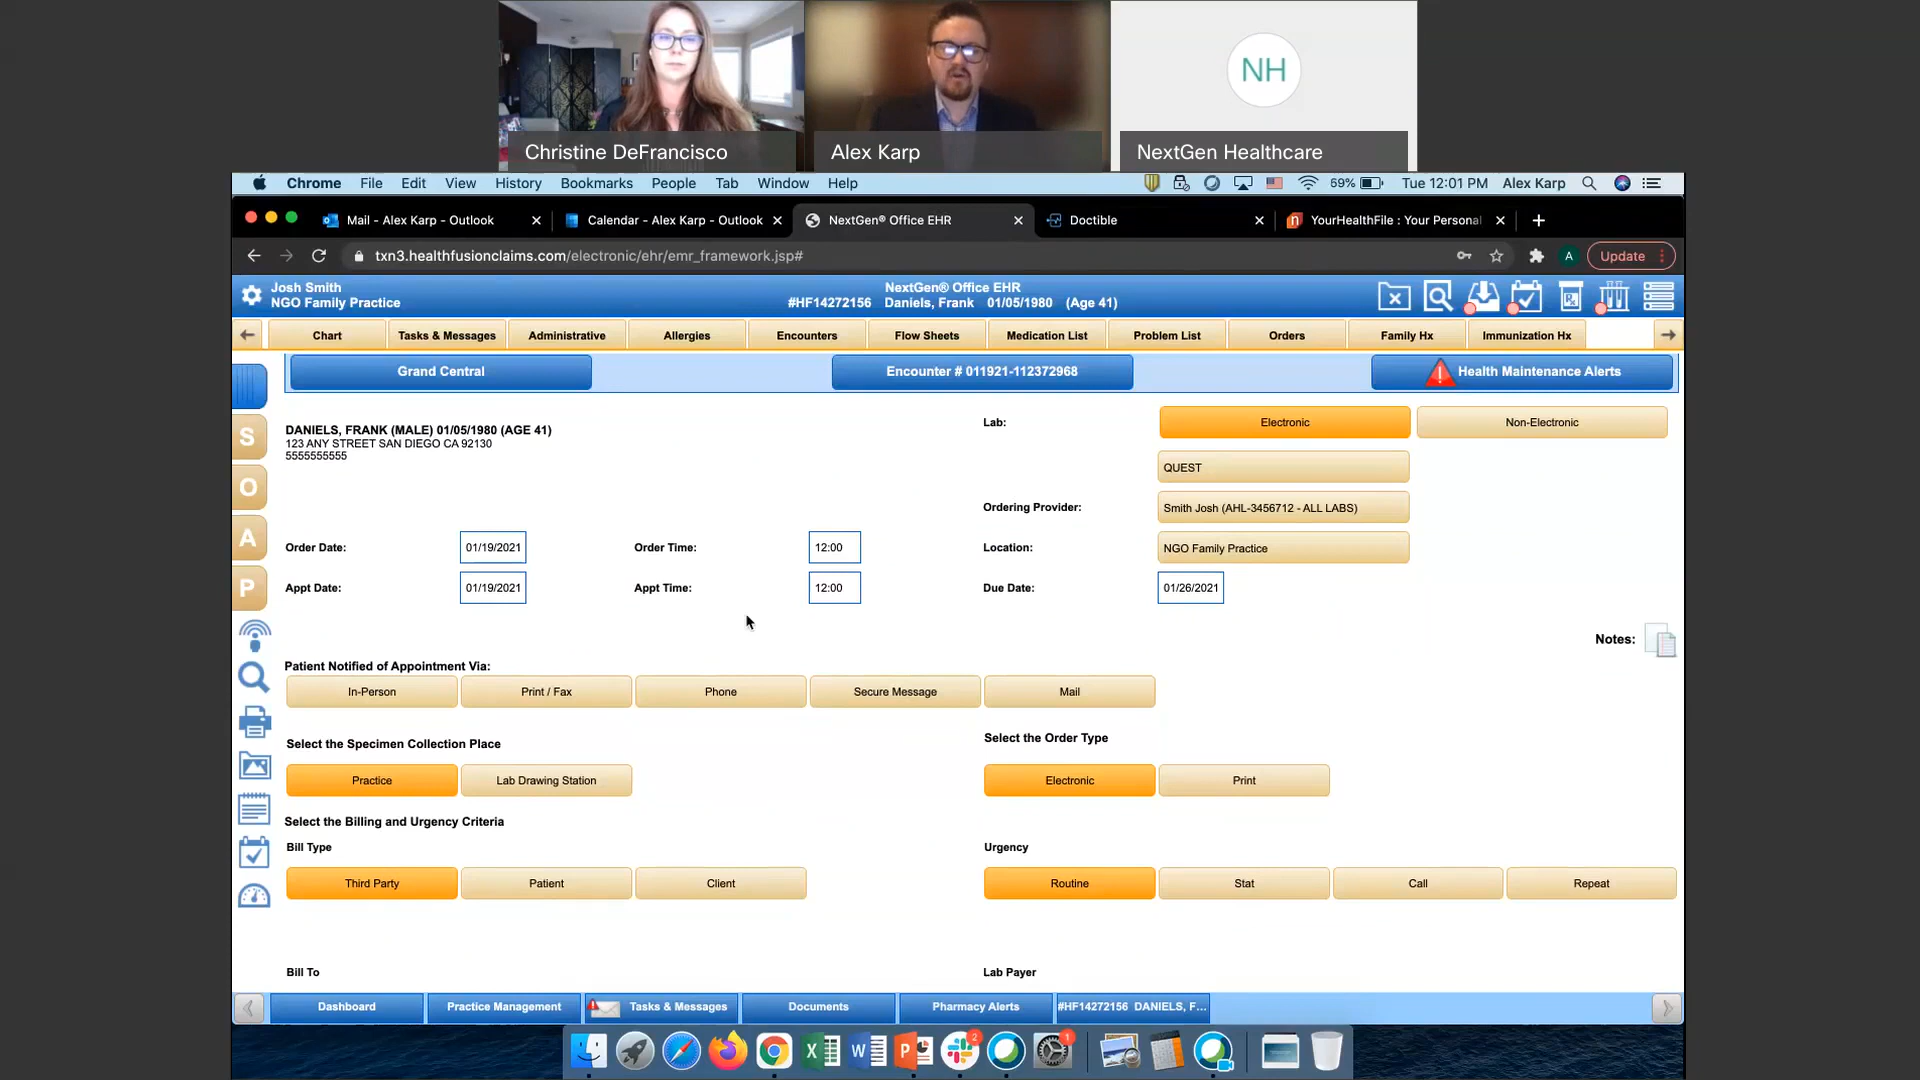 Christine DeFrancisco
Alex Karp
NH
NextGen Healthcare
Chrome File Edit View History Bookmarks People Tab Window Help
59% Tue 12:01 PM Alex Karp
Mail - Alex Karp - Outlook
Calendar - Alex Karp - Outlook
NextGen® Office EHR
Doctible
YourHealthFile : Your Personal
txn3.healthfusionclaims.com/electronic/ehr/emr_framework.jsp#
A
Update
Josh Smith
NGO Family Practice
NextGen® Office EHR
#HF14272156 Daniels, Frank 01/05/1980 (Age 41)
Chart
Tasks & Messages
Administrative
Allergies
Encounters
Flow Sheets
Medication List
Problem List
Orders
Family Hx
Immunization Hx
Grand Central
Encounter # 011921-112372968
Health Maintenance Alerts
S
O
A
P
DANIELS, FRANK (MALE) 01/05/1980 (AGE 41)
123 ANY STREET SAN DIEGO CA 92130
5555555555
Lab:
Electronic
Non-Electronic
QUEST
Ordering Provider:
Smith Josh (AHL-3456712 - ALL LABS)
Order Date:
01/19/2021
Order Time:
12:00
Location:
NGO Family Practice
Appt Date:
01/19/2021
Appt Time:
12:00
Due Date:
01/26/2021
Notes:
Patient Notified of Appointment Via:
In-Person
Print / Fax
Phone
Secure Message
Mail
Select the Specimen Collection Place
Select the Order Type
Practice
Lab Drawing Station
Electronic
Print
Select the Billing and Urgency Criteria
Bill Type
Urgency
Third Party
Patient
Client
Routine
Stat
Call
Repeat
Bill To
Lab Payer
Dashboard
Practice Management
Tasks & Messages
Documents
Pharmacy Alerts
#HF14272156 DANIELS, F...
2
1